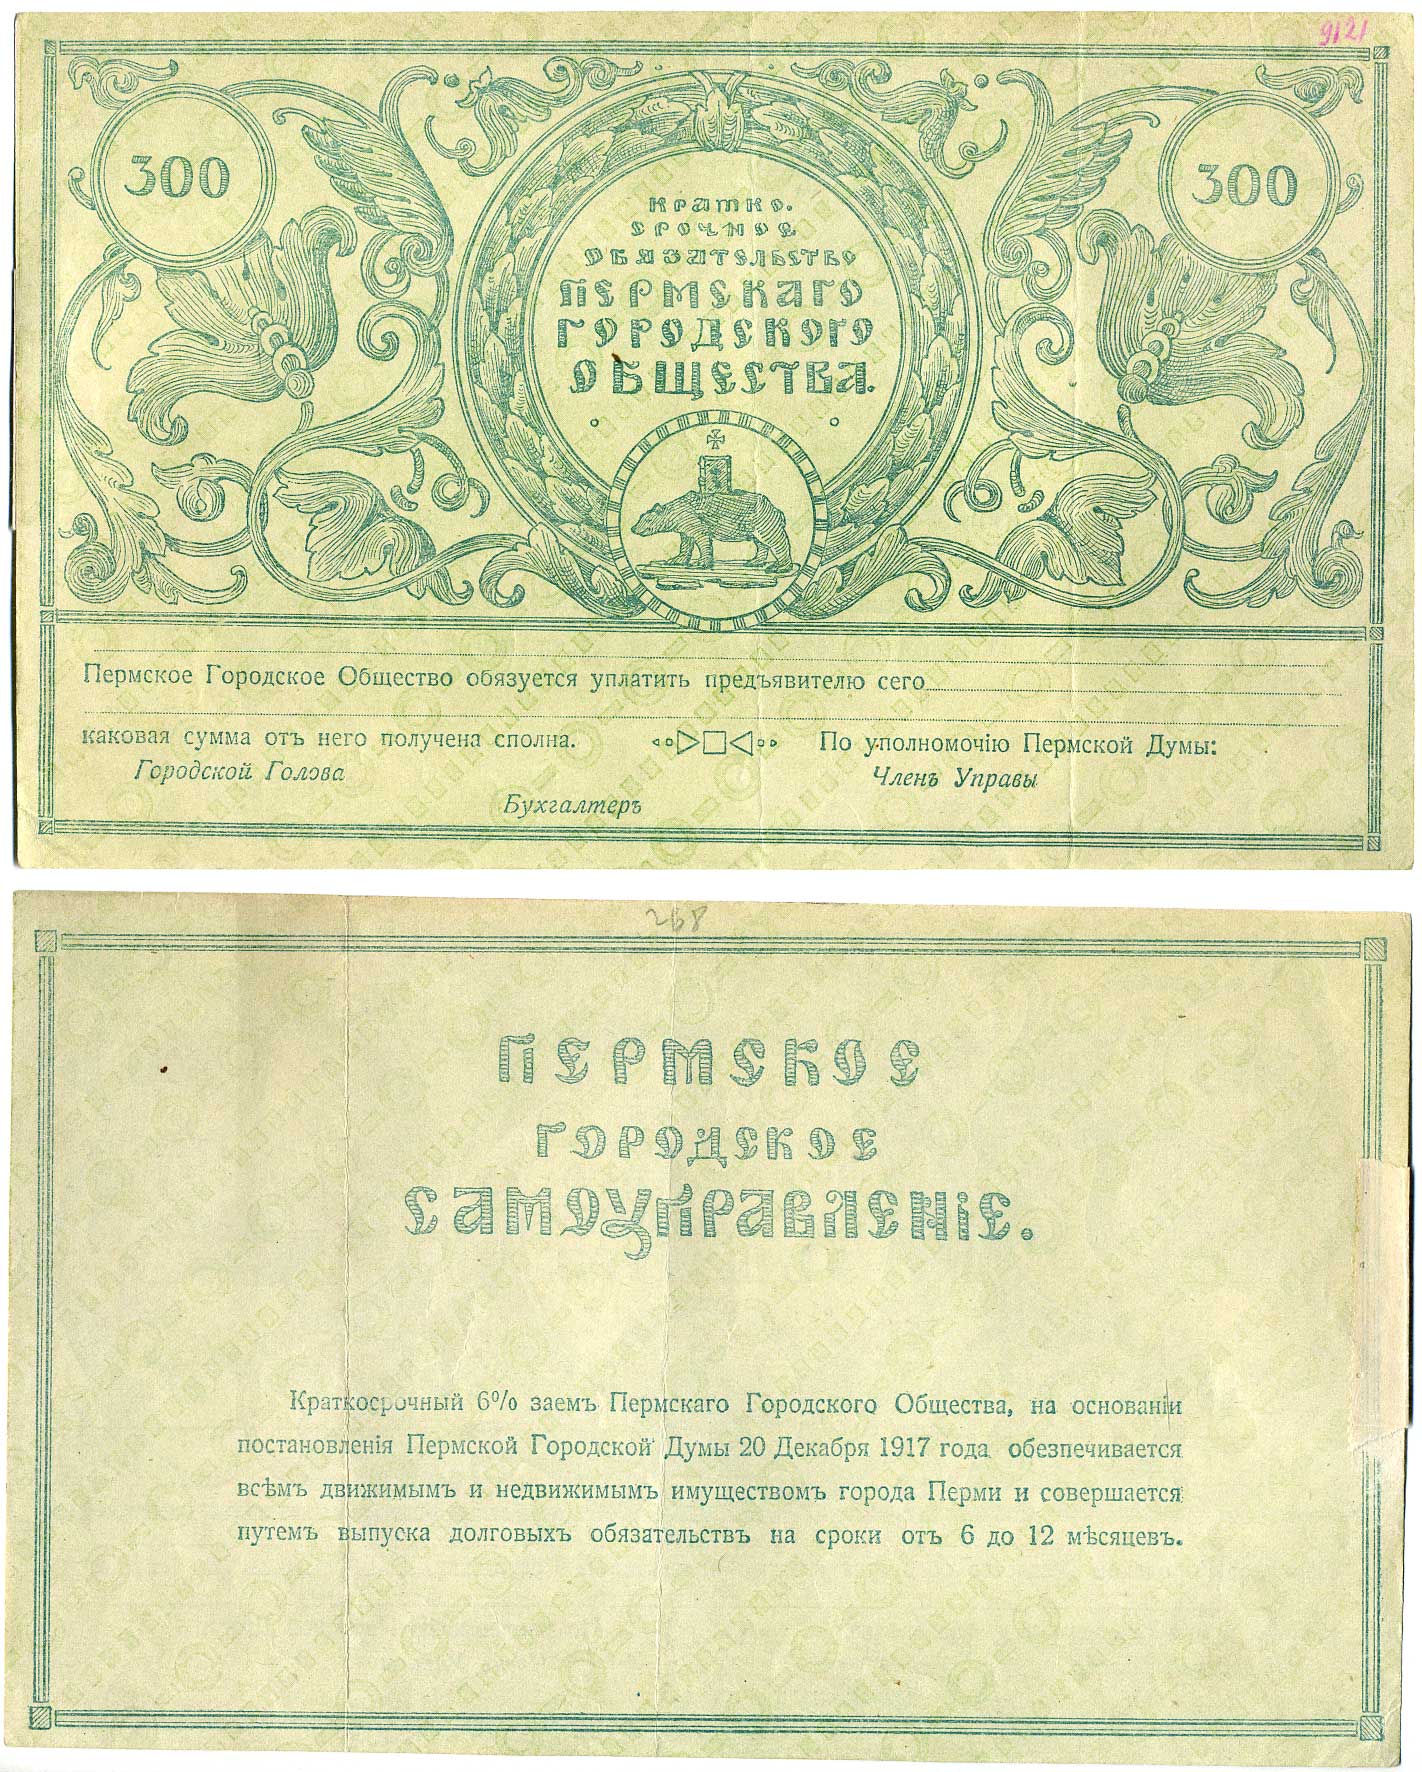 9121
300
300
Кратко.
срочное
обязательство
Пермскаго
городского
общества.
Пермское Городское Общество обязуется уплатить предъявителю сего
каковая сумма отъ него получена сполна.
По уполномочію Пермской Думы:
Городской Голова
Членъ Управы
Бухгалтеръ
268
Пермское
городское
самоуправленіе.
Краткосрочный 6% заемъ Пермскаго Городского Общества, на основаніи
постановленія Пермской Городской Думы 20 Декабря 1917 года обезпечивается
всѣмъ движимымъ и недвижимымъ имуществомъ города Перми и совершается
путемъ выпуска долговыхъ обязательствъ на сроки отъ 6 до 12 мѣсяцевъ.